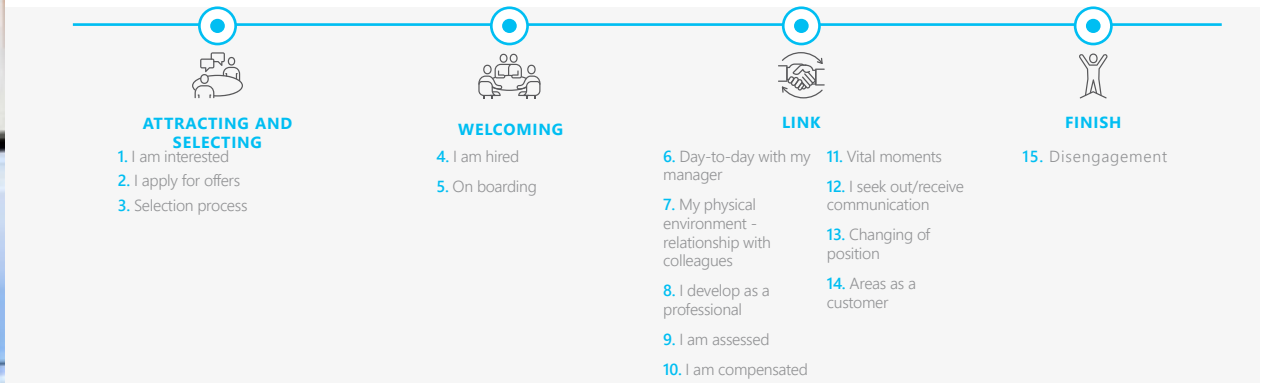 ATTRACTING AND
SELECTING
1. I am interested
2. I apply for offers
3. Selection process
WELCOMING
4. I am hired
5. On boarding
LINK
6. Day-to-day with my
manager
7. My physical
environment -
relationship with
colleagues
8. I develop as a
professional
9. I am assessed
10. I am compensated
11. Vital moments
12. I seek out/receive
communication
13. Changing of
position
14. Areas as a
customer
FINISH
15. Disengagement